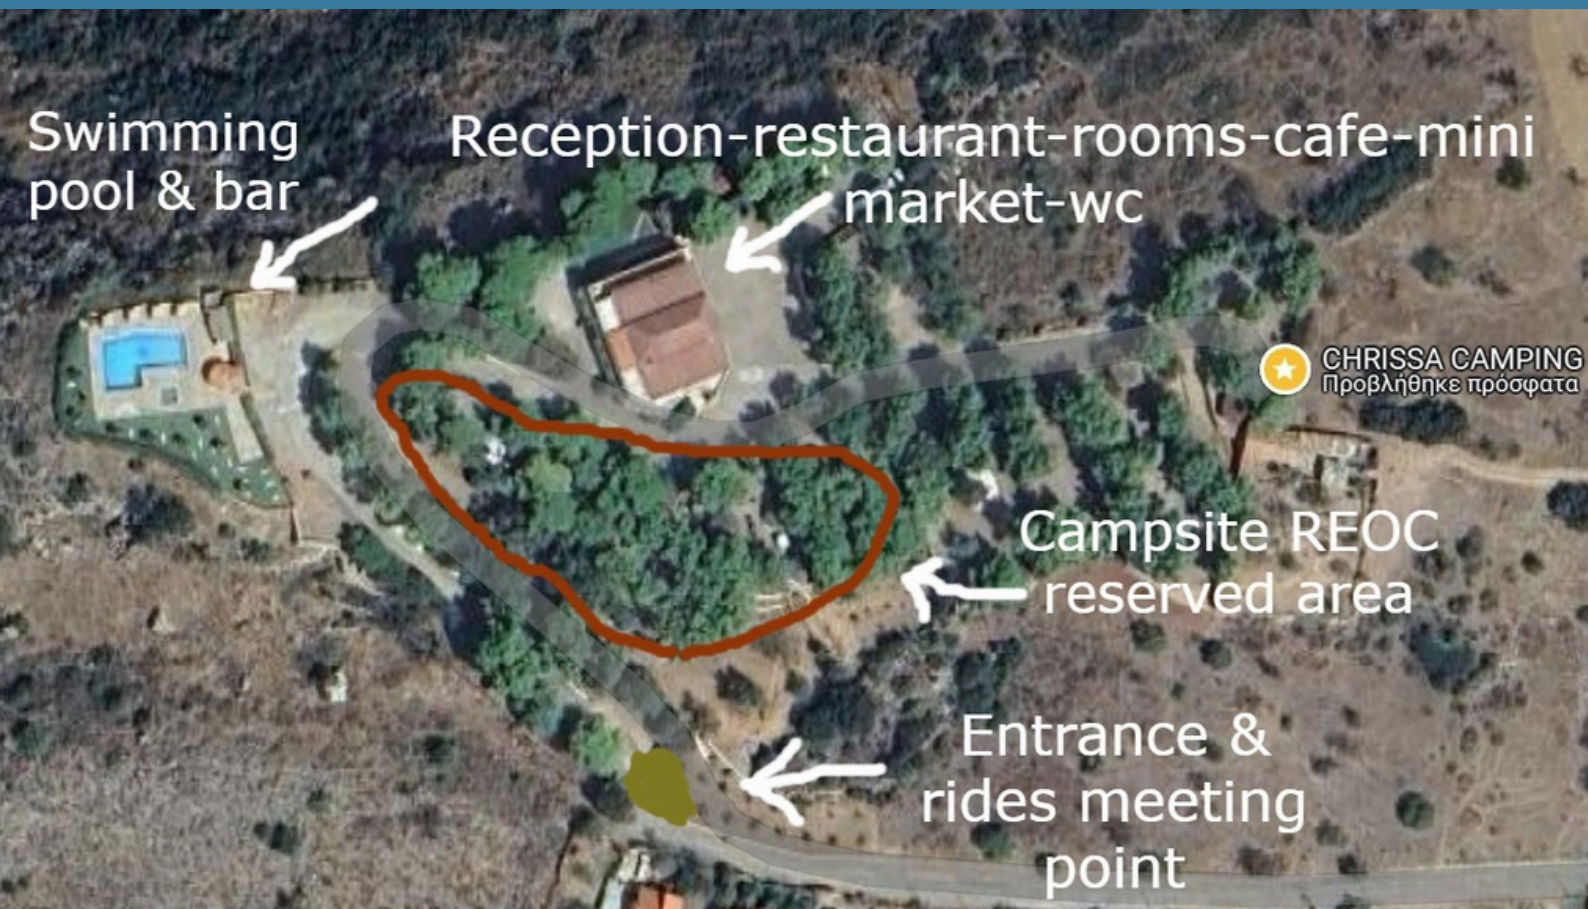 Swimming
pool & bar
Reception-restaurant-rooms-cafe-mini
market-wc
CHRISSA CAMPING
Προβλήθηκε πρόσφατα
Campsite REOC
reserved area
Entrance &
rides meeting
point